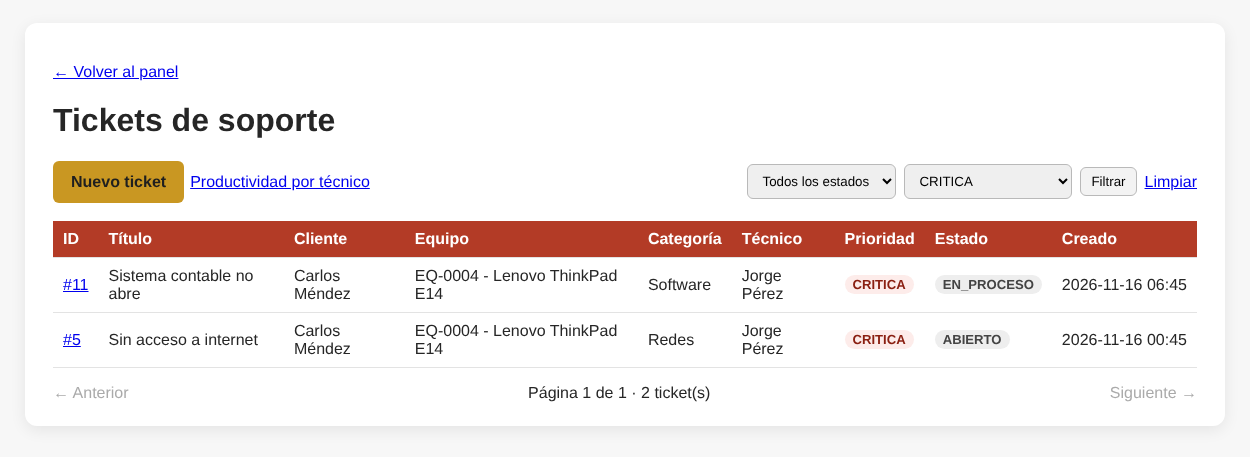 ← Volver al panel
Tickets de soporte
Nuevo ticket Productividad por técnico Todos los estados CRITICA Filtrar Limpiar
ID Título Cliente Equipo Categoría Técnico Prioridad Estado Creado
#11 Sistema contable no abre Carlos Méndez EQ-0004 - Lenovo ThinkPad E14 Software Jorge Pérez CRITICA EN_PROCESO 2026-11-16 06:45
#5 Sin acceso a internet Carlos Méndez EQ-0004 - Lenovo ThinkPad E14 Redes Jorge Pérez CRITICA ABIERTO 2026-11-16 00:45
← Anterior Página 1 de 1 · 2 ticket(s) Siguiente →